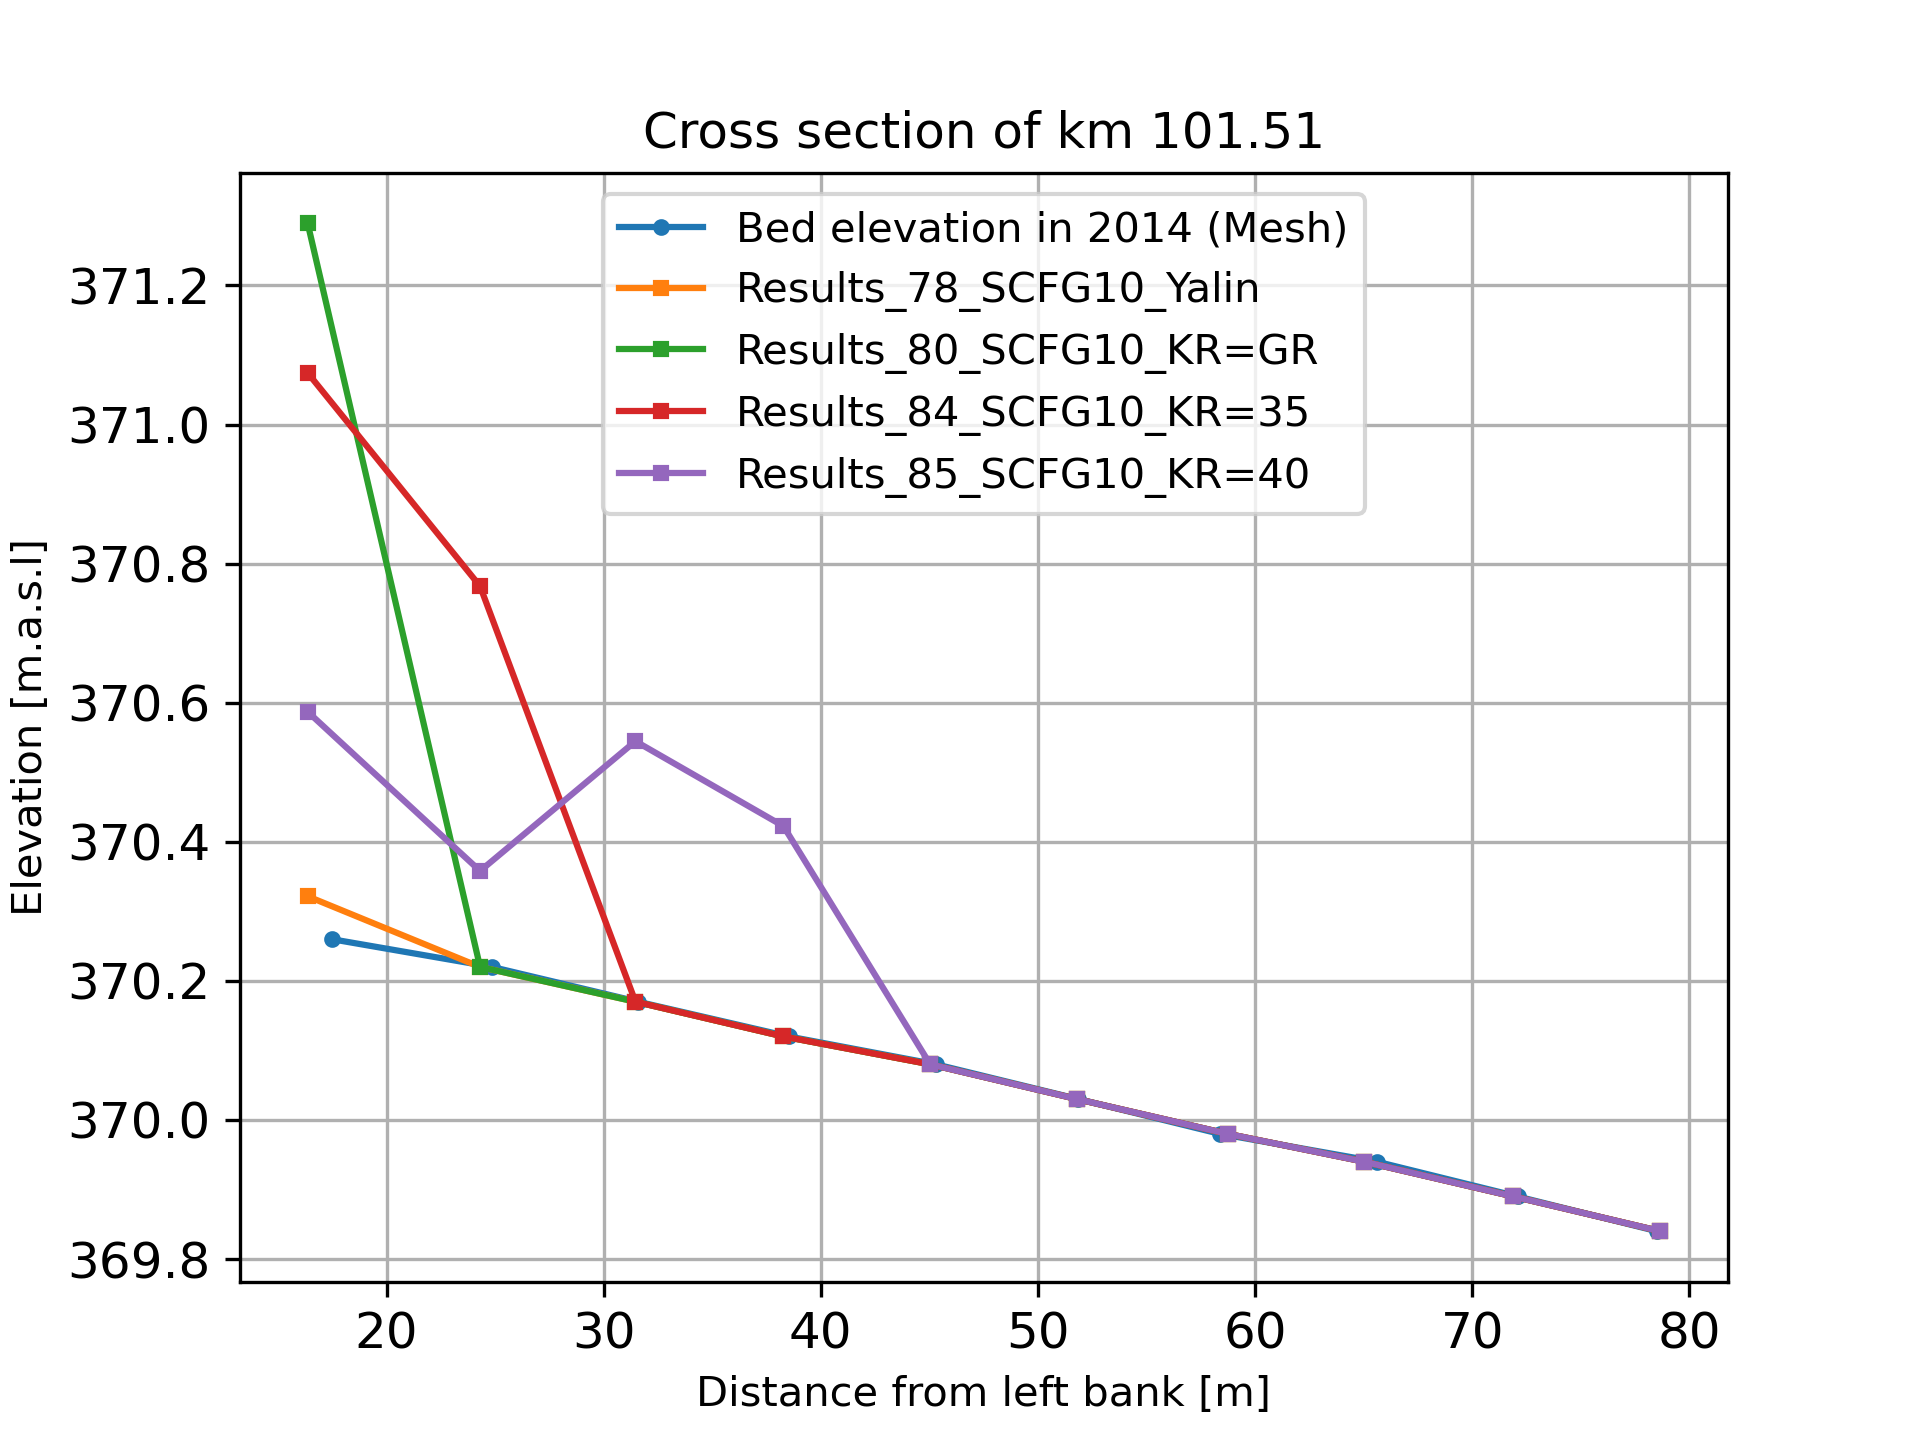 Cross section of km 101.51
Bed elevation in 2014 (Mesh)
Results_78_SCFG10_Yalin
Results_80_SCFG10_KR=GR
Results_84_SCFG10_KR=35
Results_85_SCFG10_KR=40
Elevation [m.a.s.l]
371.2
371.0
370.8
370.6
370.4
370.2
370.0
369.8
20 30 40 50 60 70 80
Distance from left bank [m]